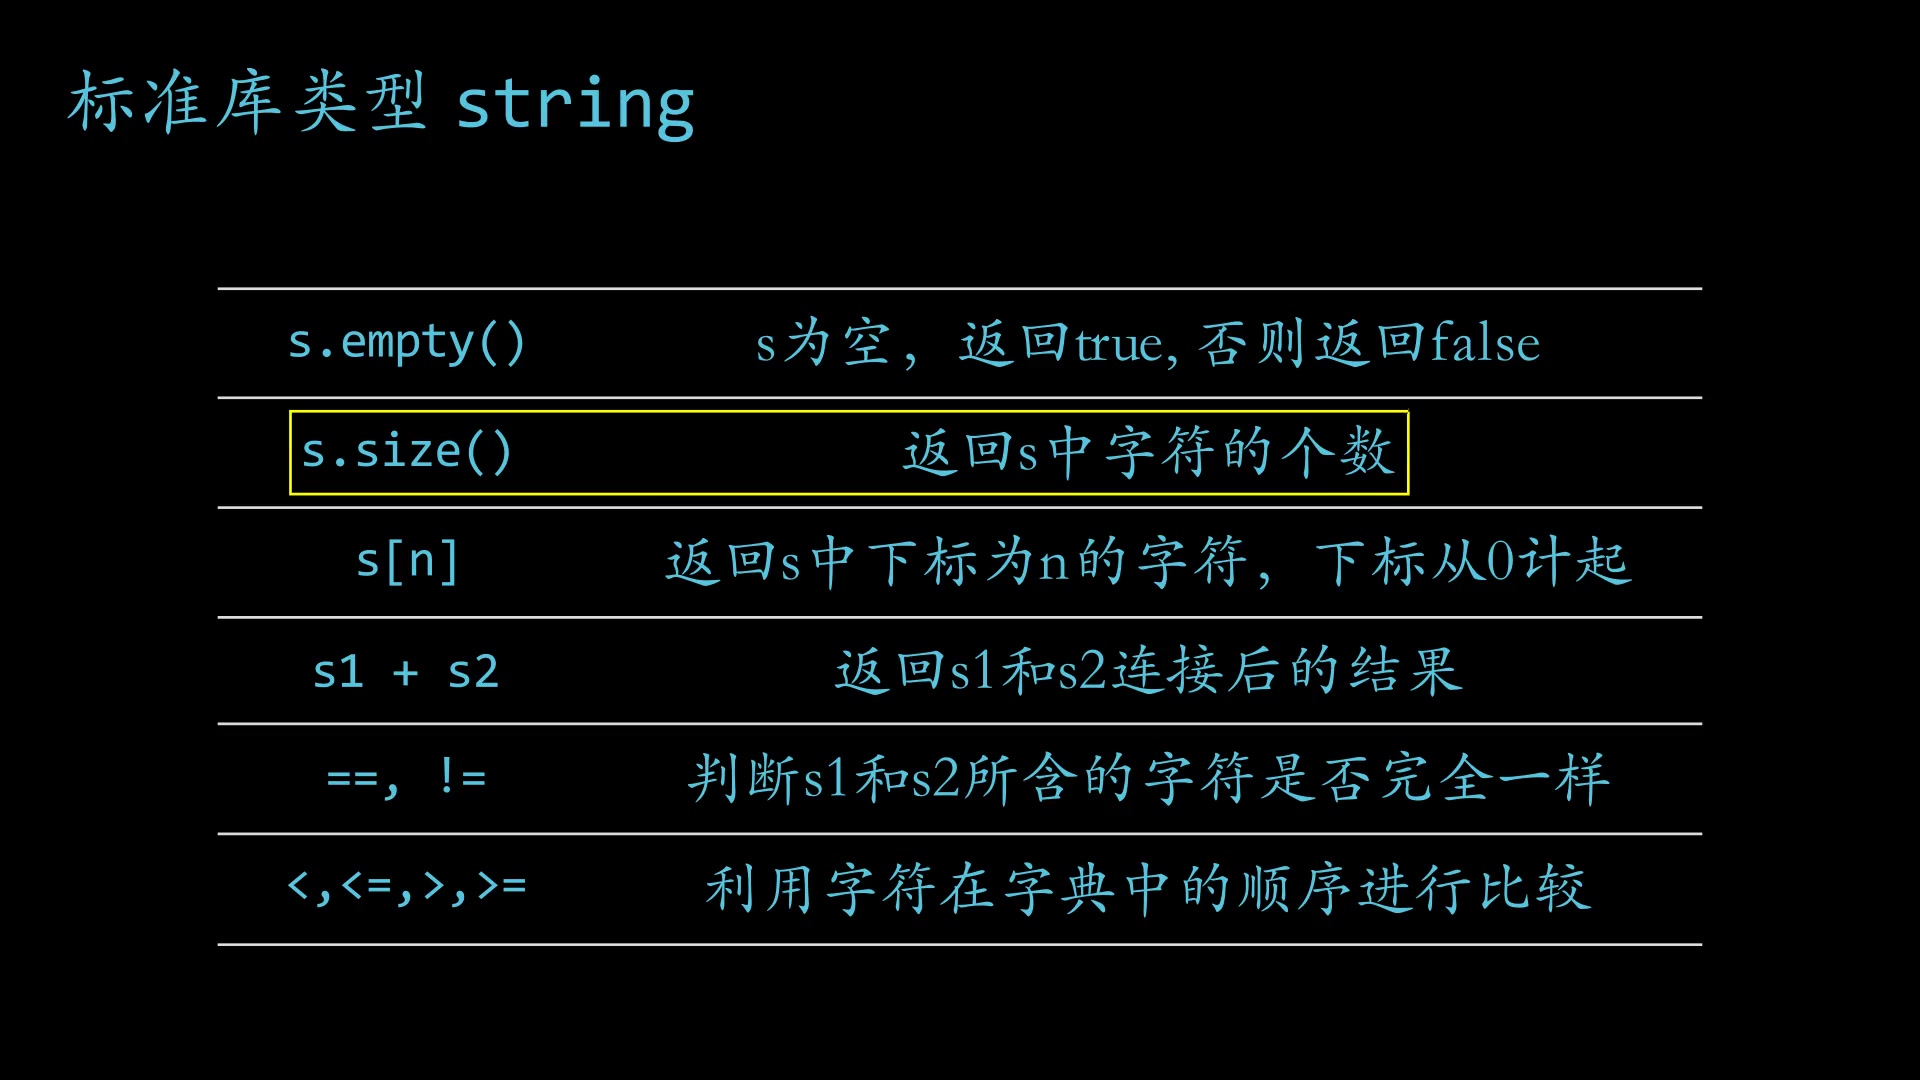 标准库类型 string
s.empty() s为空，返回true, 否则返回false
s.size() 返回s中字符的个数
s[n] 返回s中下标为n的字符，下标从0计起
s1 + s2 返回s1和s2连接后的结果
==, != 判断s1和s2所含的字符是否完全一样
<,<=,>,>= 利用字符在字典中的顺序进行比较